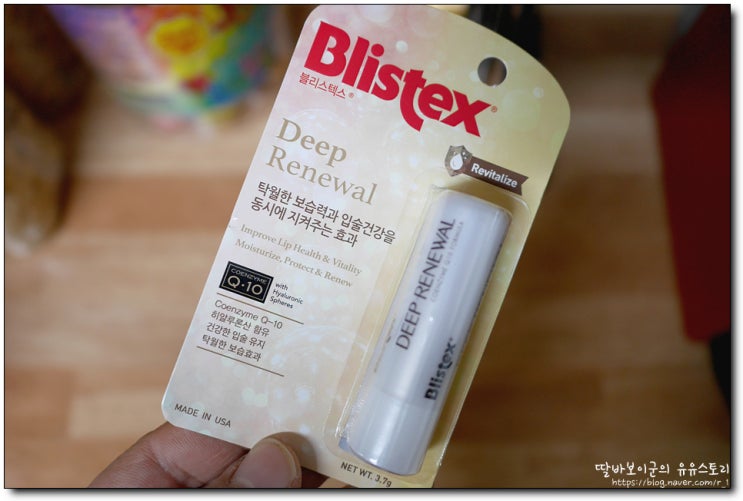 Blistex®
블리스텍스®
Deep
Renewal
Revitalize
탁월한 보습력과 입술건강을
동시에 지켜주는 효과
Improve Lip Health & Vitality
Moisturize, Protect & Renew
COENZYME
Q·10
with
Hyaluronic
Spheres
Coenzyme Q-10
히알루론산 함유
건강한 입술 유지
탁월한 보습효과
DEEP RENEWAL
Blistex
MADE IN USA
NET WT. 3.7g
딸바보이군의 유유스토리
https://blog.naver.com/r_1